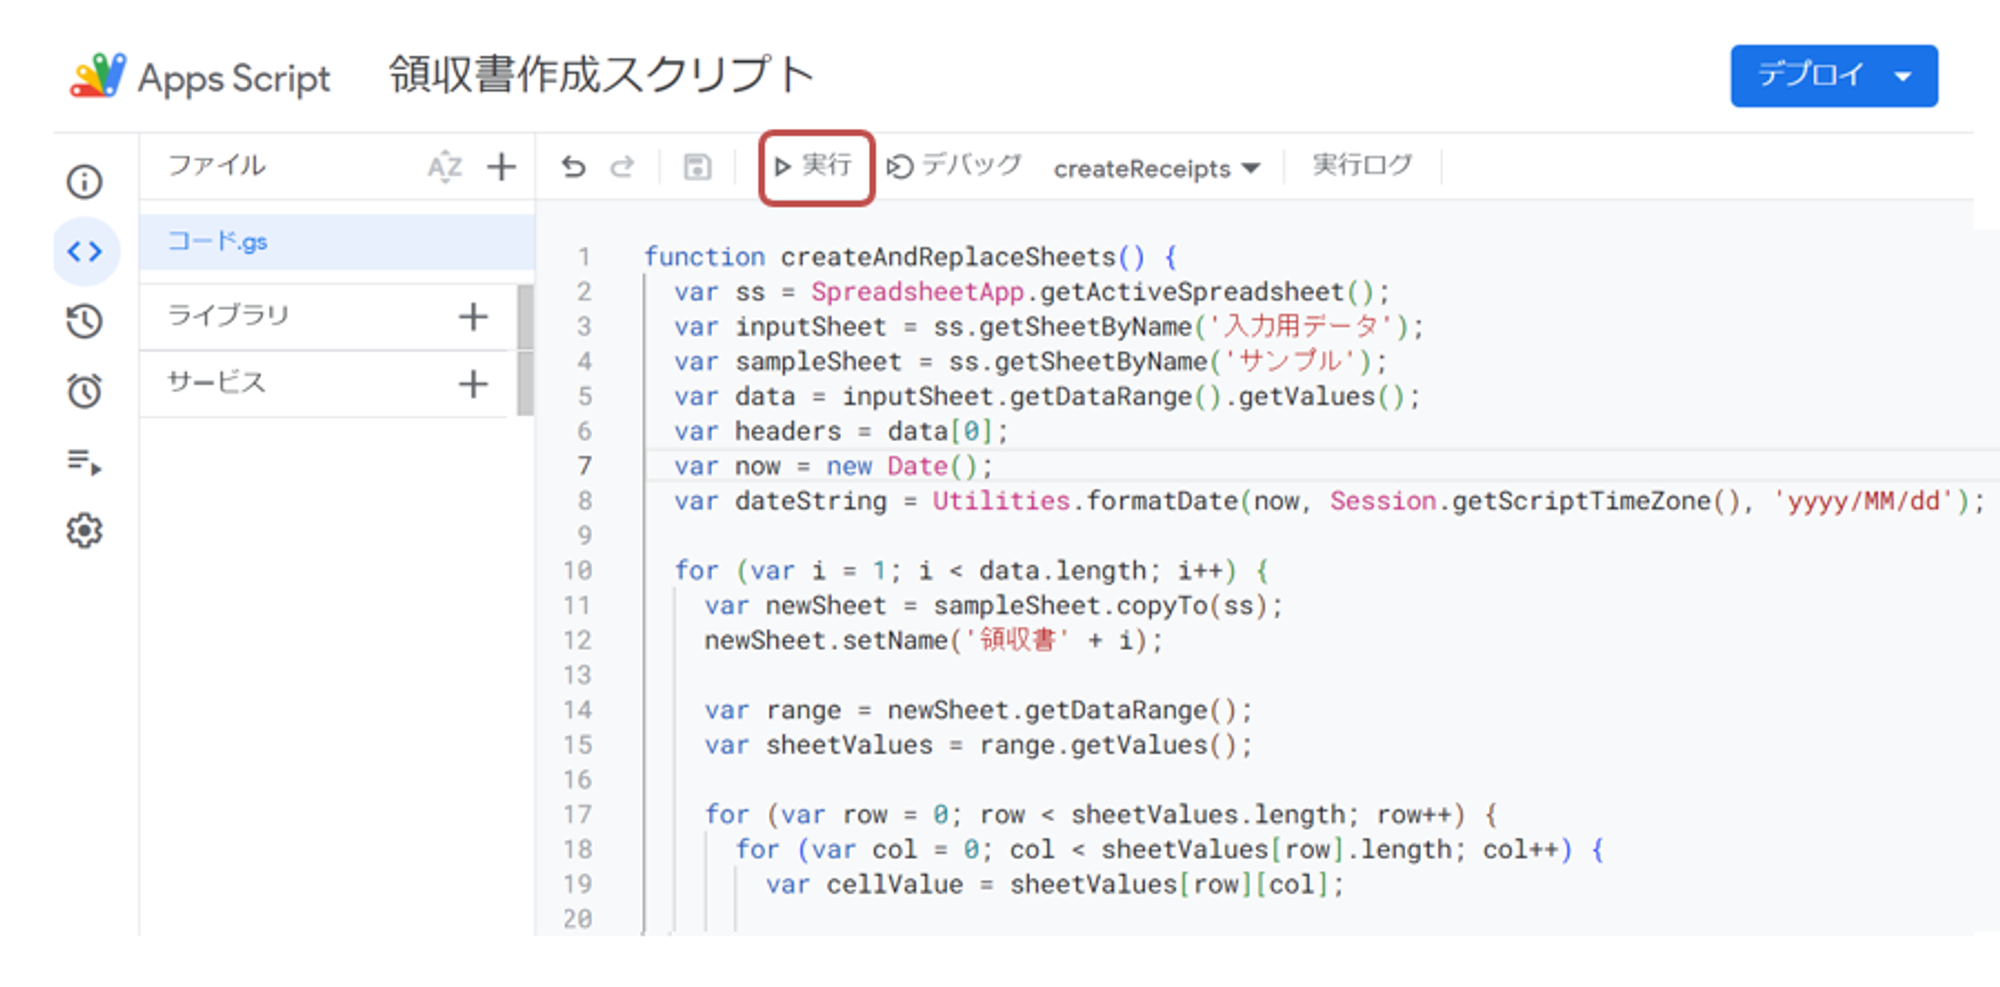 Apps Script 領収書作成スクリプト デプロイ
ファイル AZ 実行 デバッグ createReceipts 実行ログ
コード.gs
ライブラリ
サービス
1 function createAndReplaceSheets() {
2 var ss = SpreadsheetApp.getActiveSpreadsheet();
3 var inputSheet = ss.getSheetByName('入力用データ');
4 var sampleSheet = ss.getSheetByName('サンプル');
5 var data = inputSheet.getDataRange().getValues();
6 var headers = data[0];
7 var now = new Date();
8 var dateString = Utilities.formatDate(now, Session.getScriptTimeZone(), 'yyyy/MM/dd');
9
10 for (var i = 1; i < data.length; i++) {
11 var newSheet = sampleSheet.copyTo(ss);
12 newSheet.setName('領収書' + i);
13
14 var range = newSheet.getDataRange();
15 var sheetValues = range.getValues();
16
17 for (var row = 0; row < sheetValues.length; row++) {
18 for (var col = 0; col < sheetValues[row].length; col++) {
19 var cellValue = sheetValues[row][col];
20